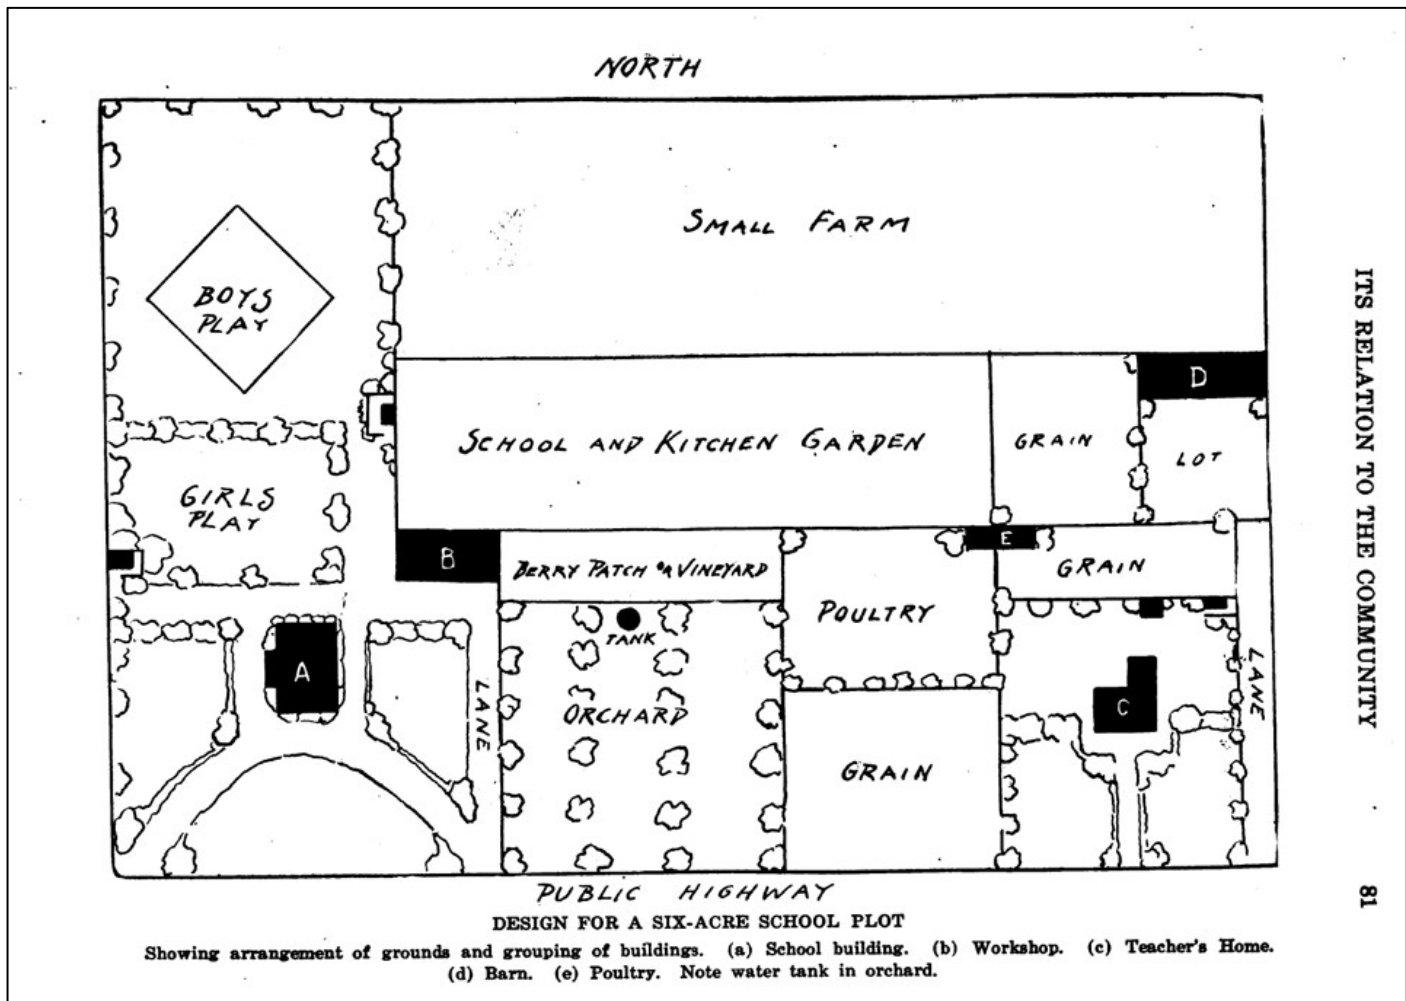 NORTH
SMALL FARM
BOYS
PLAY
D
SCHOOL AND KITCHEN GARDEN
GRAIN
LOT
GIRLS
PLAY
B
BERRY PATCH OR VINEYARD
E
GRAIN
TANK
POULTRY
A
LANE
ORCHARD
C
LANE
GRAIN
PUBLIC HIGHWAY
DESIGN FOR A SIX-ACRE SCHOOL PLOT
Showing arrangement of grounds and grouping of buildings. (a) School building. (b) Workshop. (c) Teacher's Home.
(d) Barn. (e) Poultry. Note water tank in orchard.
ITS RELATION TO THE COMMUNITY
81